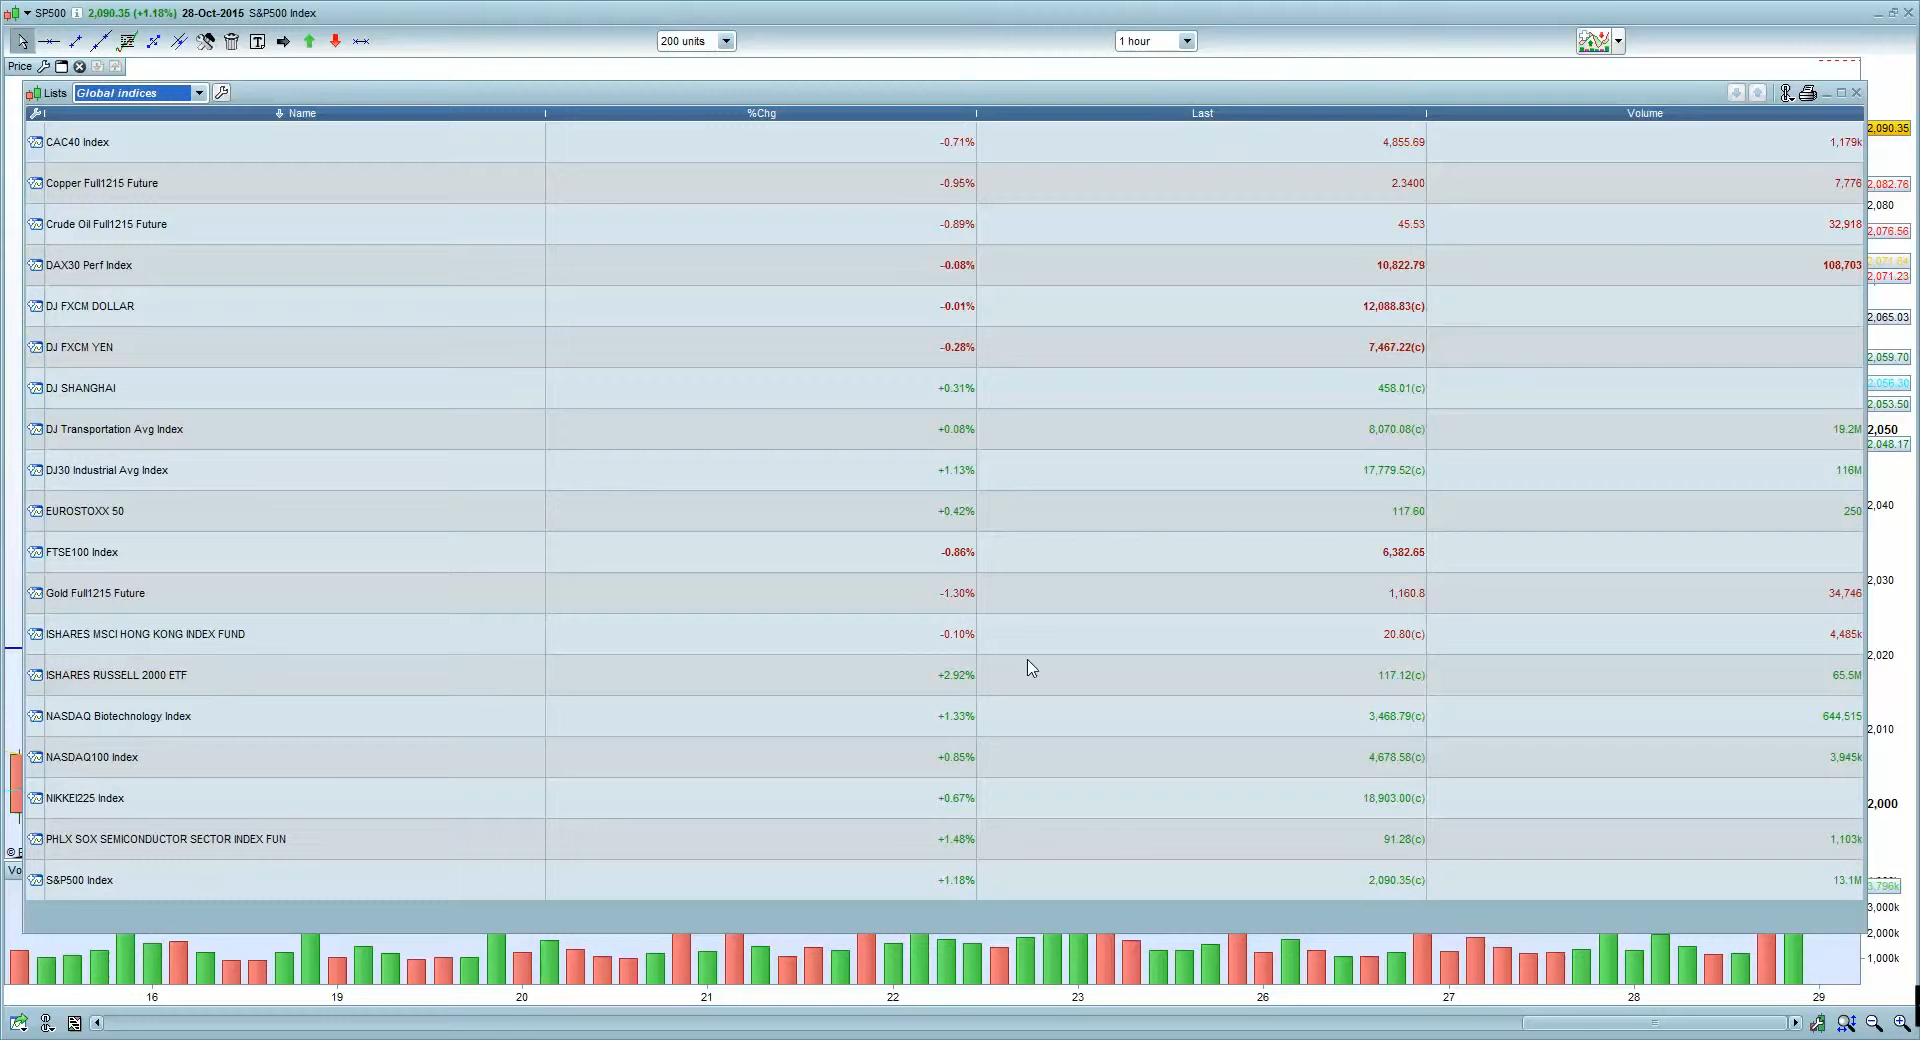 SP500 2,090.35 (+1.18%) 28-Oct-2015 S&P500 Index
200 units 1 hour
Price
Lists Global indices
Name %Chg Last Volume
CAC40 Index -0.71% 4,855.69 1,179k
Copper Full1215 Future -0.95% 2.3400 7,776
Crude Oil Full1215 Future -0.89% 45.53 32,918
DAX30 Perf Index -0.08% 10,822.79 108,703
DJ FXCM DOLLAR -0.01% 12,088.83(c)
DJ FXCM YEN -0.28% 7,467.22(c)
DJ SHANGHAI +0.31% 458.01(c)
DJ Transportation Avg Index +0.08% 8,070.08(c) 19.2M
DJ30 Industrial Avg Index +1.13% 17,779.52(c) 116M
EUROSTOXX 50 +0.42% 117.60 250
FTSE100 Index -0.86% 6,382.65
Gold Full1215 Future -1.30% 1,160.8 34,746
ISHARES MSCI HONG KONG INDEX FUND -0.10% 20.80(c) 4,485k
ISHARES RUSSELL 2000 ETF +2.92% 117.12(c) 65.5M
NASDAQ Biotechnology Index +1.33% 3,468.79(c) 644,515
NASDAQ100 Index +0.85% 4,678.58(c) 3,945k
NIKKEI225 Index +0.67% 18,903.00(c)
PHLX SOX SEMICONDUCTOR SECTOR INDEX FUN +1.48% 91.28(c) 1,103k
S&P500 Index +1.18% 2,090.35(c) 13.1M
2,090.35
2,082.76
2,080
2,076.56
2,071.23
2,065.03
2,059.70
2,056.30
2,053.50
2,050
2,048.17
2,040
2,030
2,020
2,010
2,000
Vo
3,796k
3,000k
2,000k
1,000k
16 19 20 21 22 23 26 27 28 29